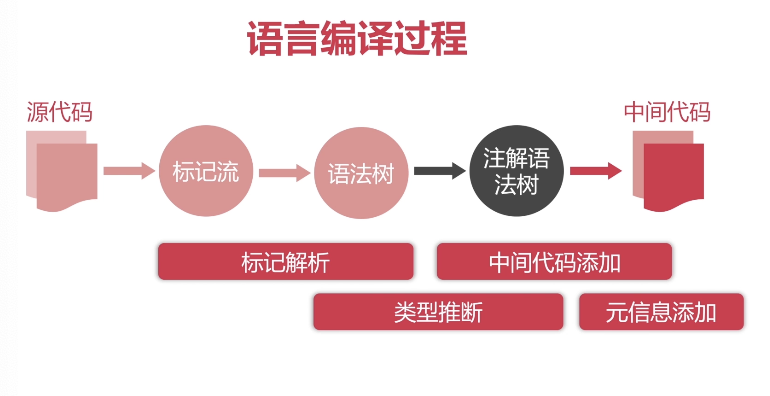 语言编译过程
源代码
中间代码
标记流
语法树
注解语
法树
标记解析
中间代码添加
类型推断
元信息添加